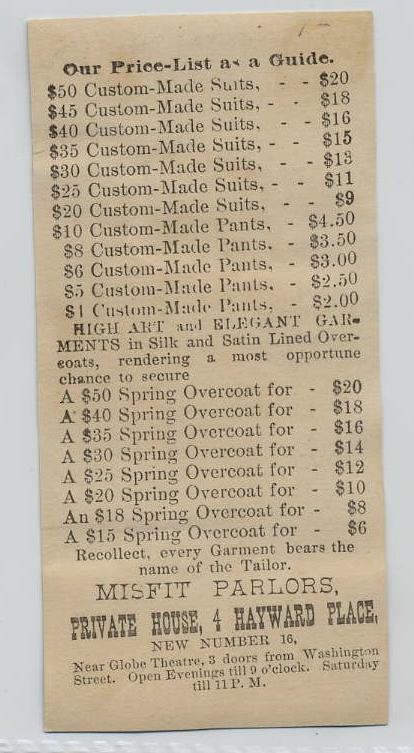 Our Price-List as a Guide.
$50 Custom-Made Suits, - - $20
$45 Custom-Made Suits, - - $18
$40 Custom-Made Suits, - - $16
$35 Custom-Made Suits, - - $15
$30 Custom-Made Suits, - - $13
$25 Custom-Made Suits, - - $11
$20 Custom-Made Suits, - - $9
$10 Custom-Made Pants, - $4.50
$8 Custom-Made Pants. - $3.50
$6 Custom-Made Pants, - $3.00
$5 Custom-Made Pants, - $2.50
$4 Custom-Made Pants, - $2.00
HIGH ART and ELEGANT GAR-
MENTS in Silk and Satin Lined Over-
coats, rendering a most opportune
chance to secure
A $50 Spring Overcoat for - $20
A $40 Spring Overcoat for - $18
A $35 Spring Overcoat for - $16
A $30 Spring Overcoat for - $14
A $25 Spring Overcoat for - $12
A $20 Spring Overcoat for - $10
An $18 Spring Overcoat for - $8
A $15 Spring Overcoat for - $6
Recollect, every Garment bears the
name of the Tailor.
MISFIT PARLORS,
PRIVATE HOUSE, 4 HAYWARD PLACE,
NEW NUMBER 16,
Near Globe Theatre, 3 doors from Washington
Street. Open Evenings till 9 o'clock. Saturday
till 11 P. M.